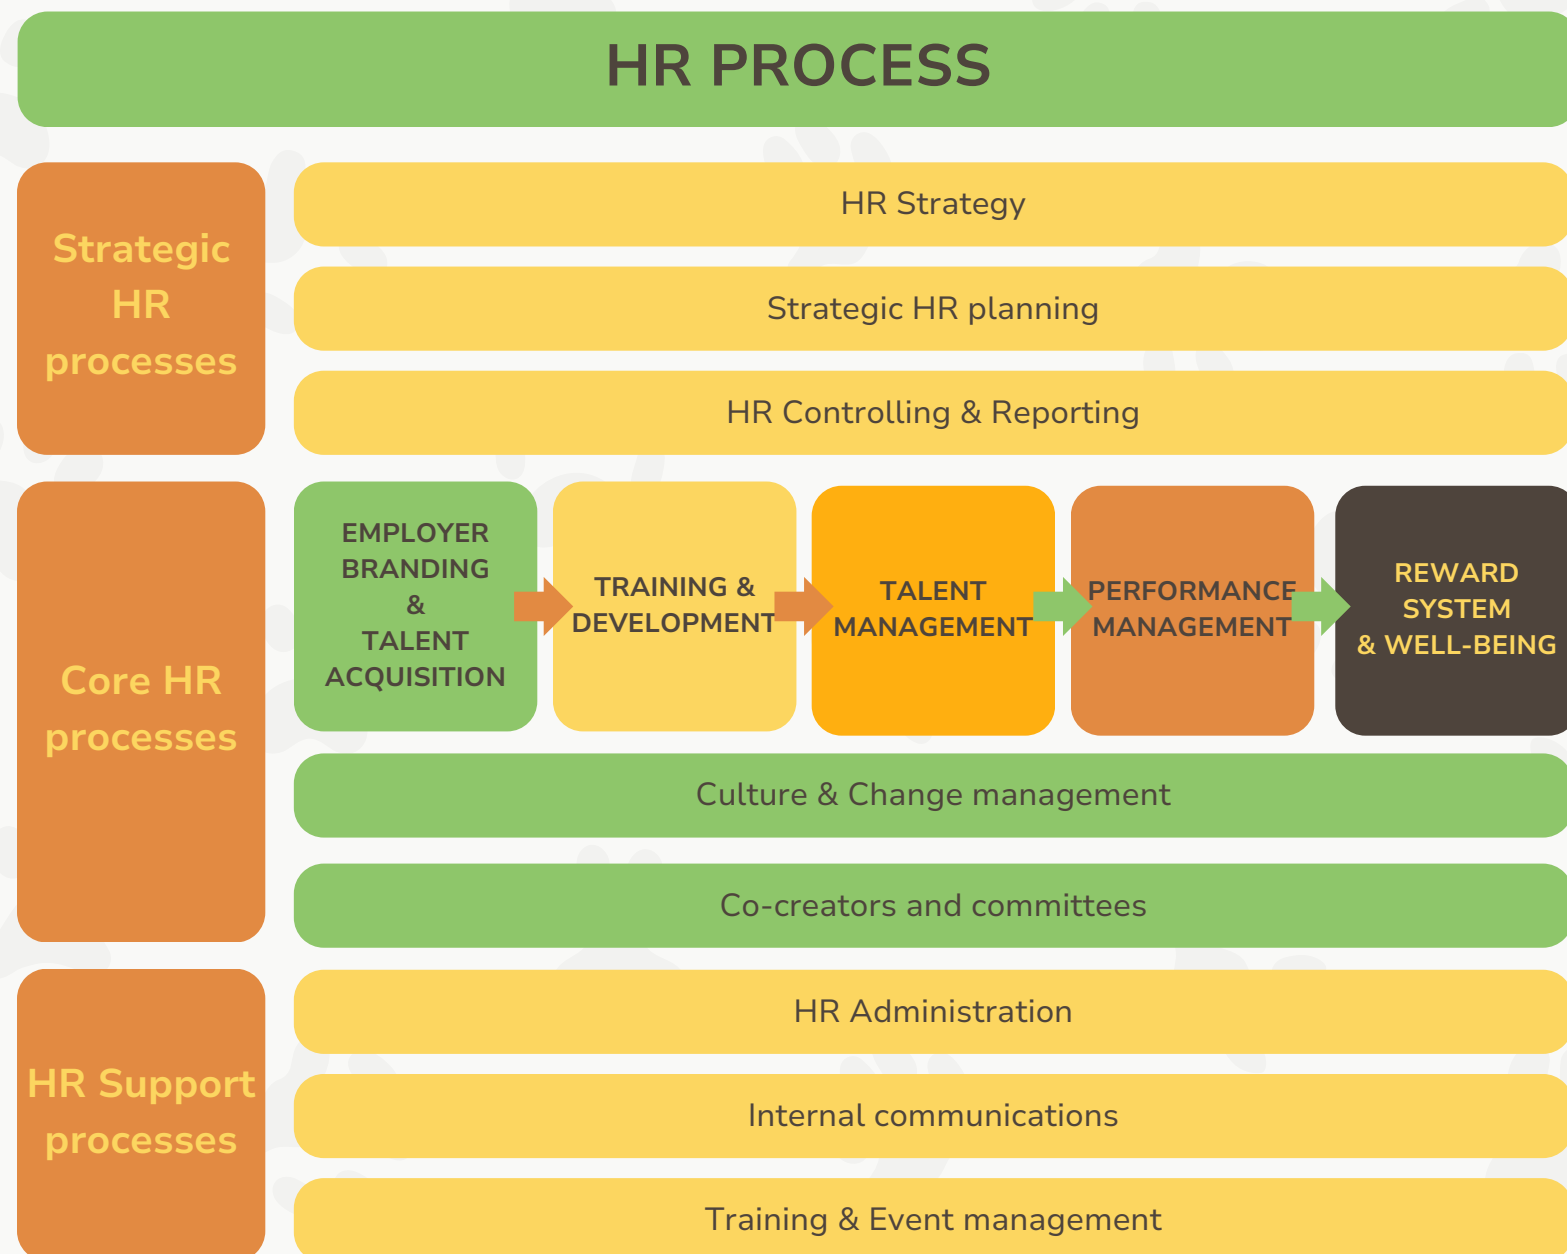 HR PROCESS
Strategic
HR
processes
HR Strategy
Strategic HR planning
HR Controlling & Reporting
Core HR
processes
EMPLOYER
BRANDING
&
TALENT
ACQUISITION
TRAINING &
DEVELOPMENT
TALENT
MANAGEMENT
PERFORMANCE
MANAGEMENT
REWARD
SYSTEM
& WELL-BEING
Culture & Change management
Co-creators and committees
HR Support
processes
HR Administration
Internal communications
Training & Event management